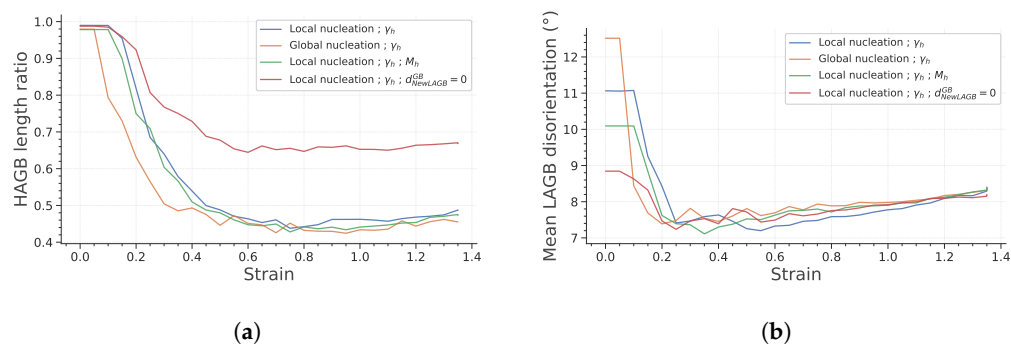 1.0
0.9
0.8
0.7
0.6
0.5
0.4
HAGB length ratio
Local nucleation ; γh
Global nucleation ; γh
Local nucleation ; γh ; Mh
Local nucleation ; γh ; d^GB_NewLAGB = 0
0.0 0.2 0.4 0.6 0.8 1.0 1.2 1.4
Strain
(a)
12
11
10
9
8
7
Mean LAGB disorientation (°)
Local nucleation ; γh
Global nucleation ; γh
Local nucleation ; γh ; Mh
Local nucleation ; γh ; d^GB_NewLAGB = 0
0.0 0.2 0.4 0.6 0.8 1.0 1.2 1.4
Strain
(b)